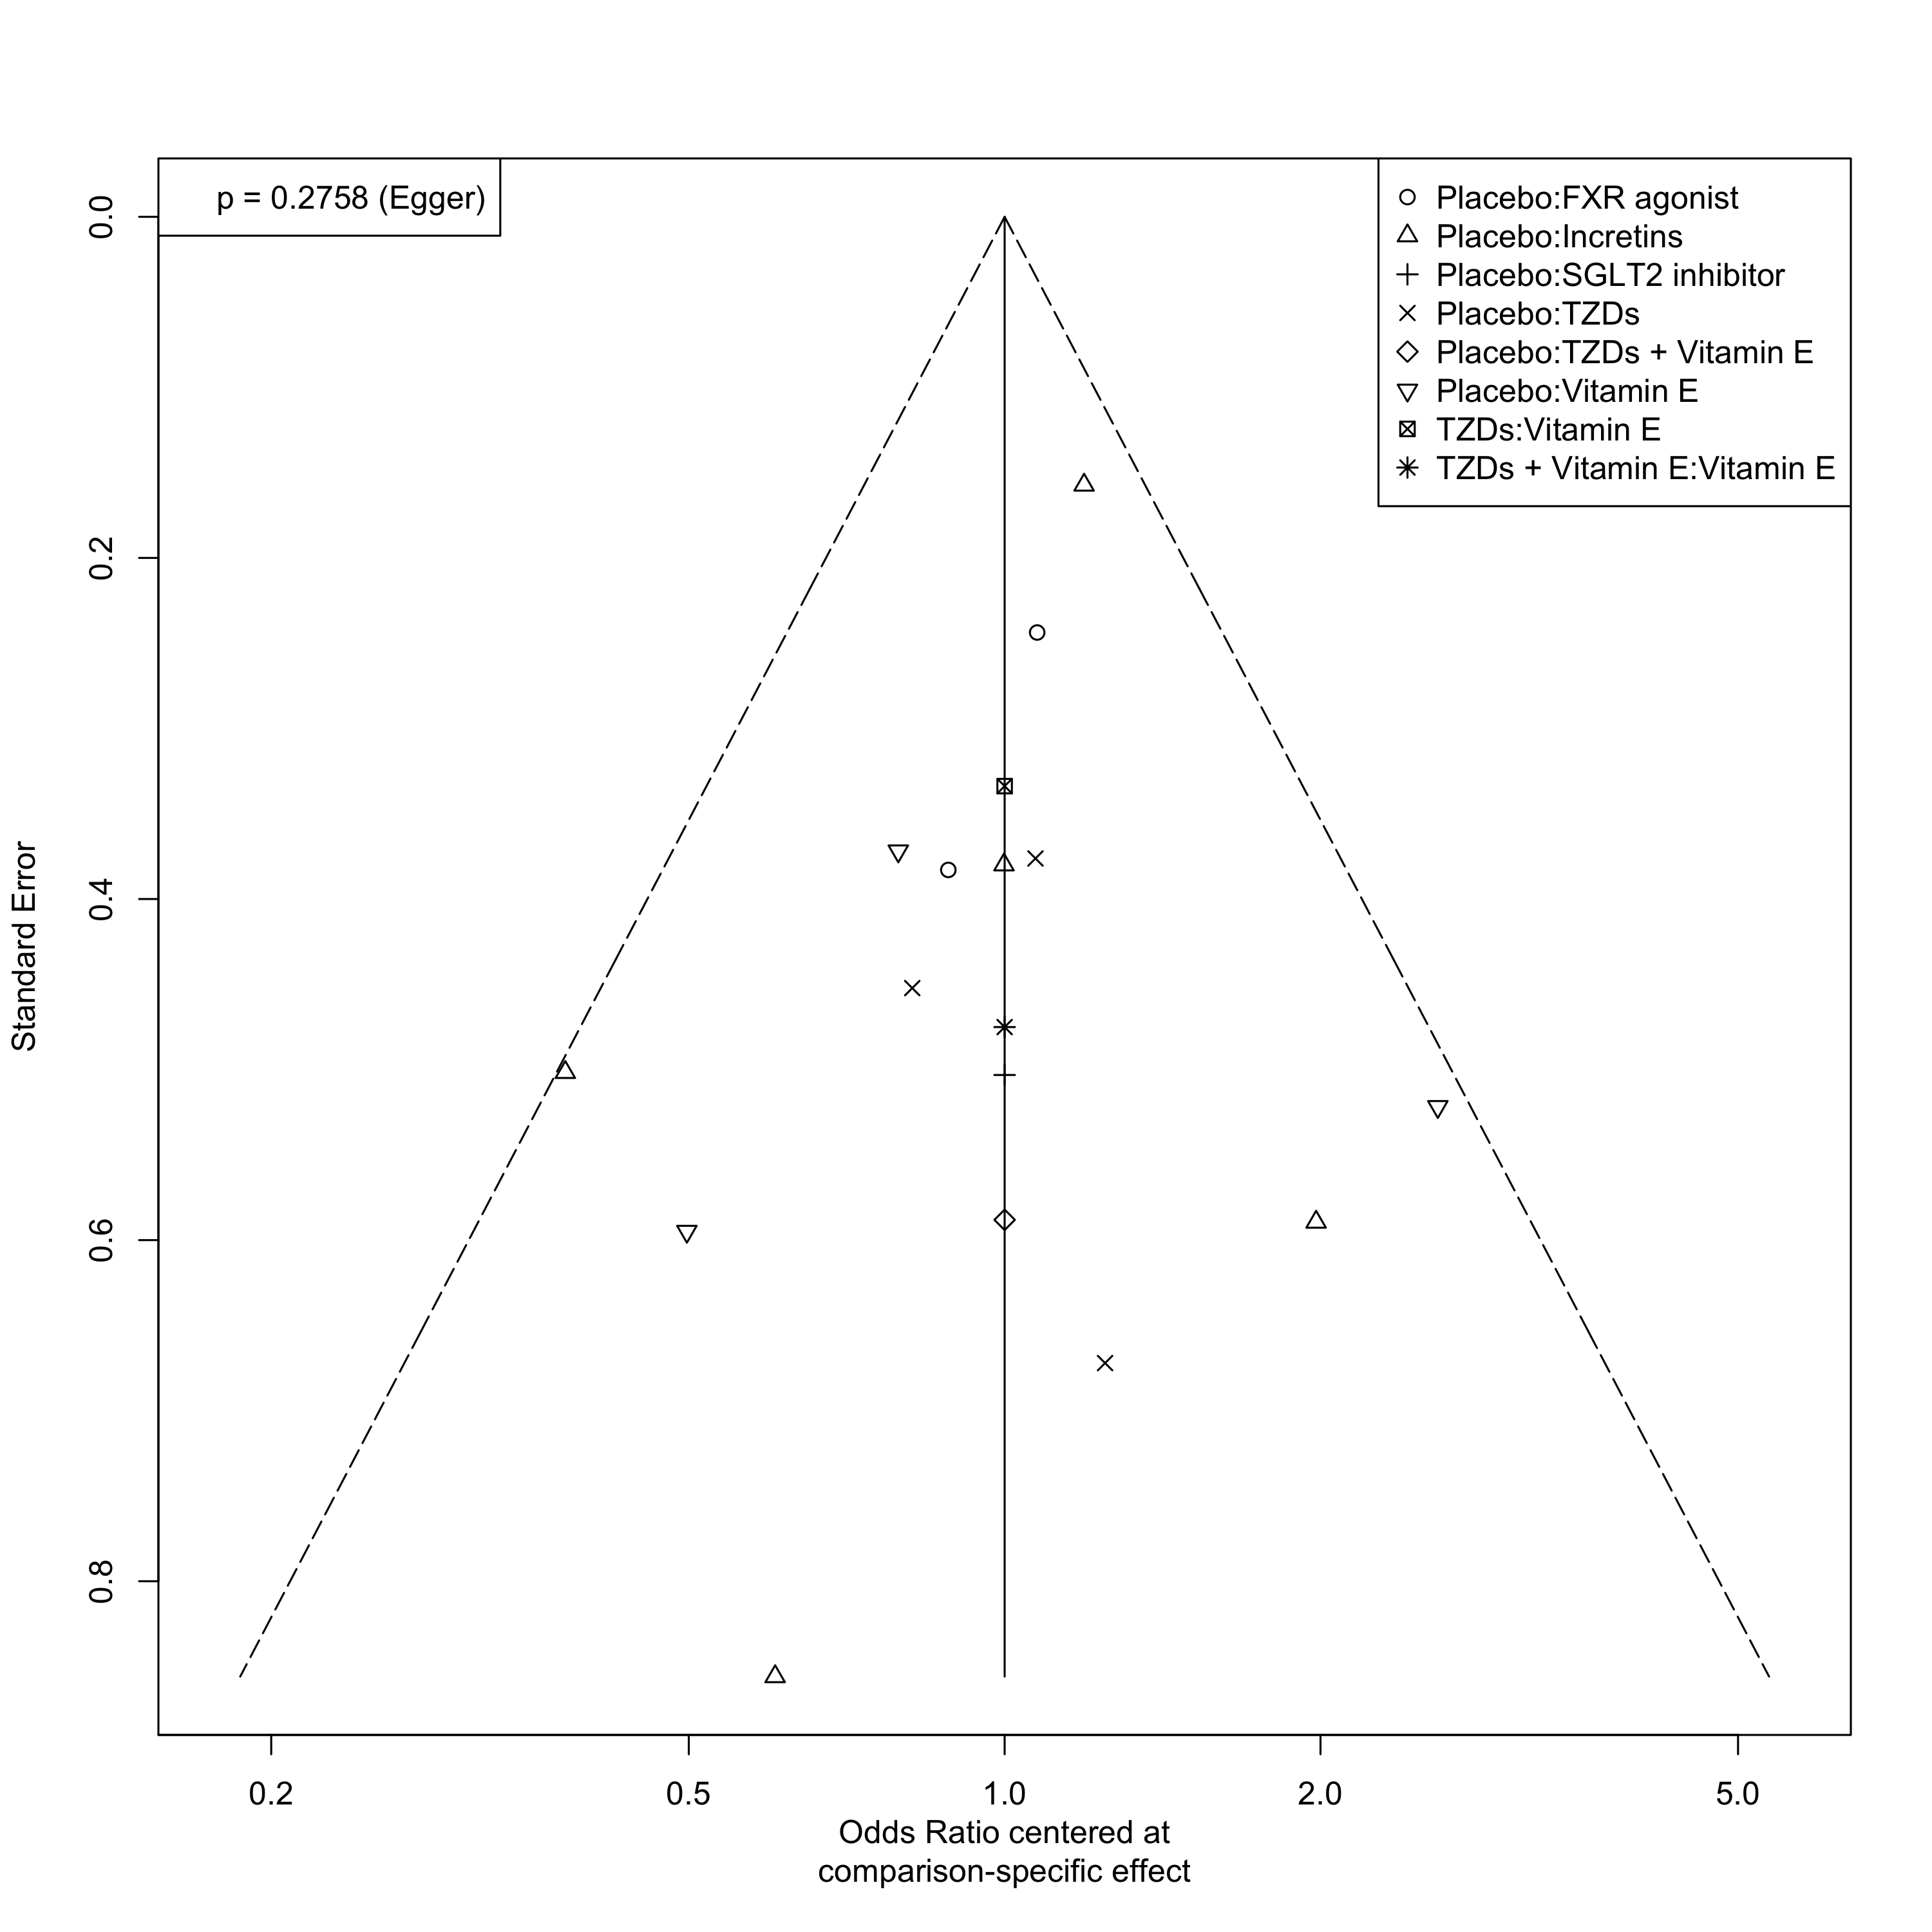 p = 0.2758 (Egger)
Placebo:FXR agonist
Placebo:Incretins
Placebo:SGLT2 inhibitor
Placebo:TZDs
Placebo:TZDs + Vitamin E
Placebo:Vitamin E
TZDs:Vitamin E
TZDs + Vitamin E:Vitamin E
Standard Error
0.0
0.2
0.4
0.6
0.8
0.2
0.5
1.0
2.0
5.0
Odds Ratio centered at
comparison-specific effect